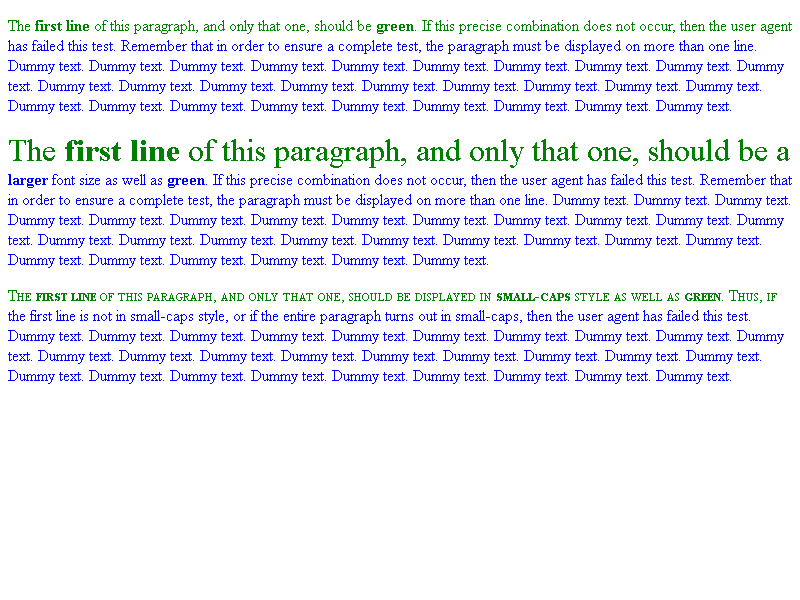 The first line of this paragraph, and only that one, should be green. If this precise combination does not occur, then the user agent
has failed this test. Remember that in order to ensure a complete test, the paragraph must be displayed on more than one line.
Dummy text. Dummy text. Dummy text. Dummy text. Dummy text. Dummy text. Dummy text. Dummy text. Dummy text. Dummy
text. Dummy text. Dummy text. Dummy text. Dummy text. Dummy text. Dummy text. Dummy text. Dummy text. Dummy text.
Dummy text. Dummy text. Dummy text. Dummy text. Dummy text. Dummy text. Dummy text. Dummy text. Dummy text.
The first line of this paragraph, and only that one, should be a
larger font size as well as green. If this precise combination does not occur, then the user agent has failed this test. Remember that
in order to ensure a complete test, the paragraph must be displayed on more than one line. Dummy text. Dummy text. Dummy text.
Dummy text. Dummy text. Dummy text. Dummy text. Dummy text. Dummy text. Dummy text. Dummy text. Dummy text. Dummy
text. Dummy text. Dummy text. Dummy text. Dummy text. Dummy text. Dummy text. Dummy text. Dummy text. Dummy text.
Dummy text. Dummy text. Dummy text. Dummy text. Dummy text. Dummy text.
The first line of this paragraph, and only that one, should be displayed in small-caps style as well as green. Thus, if
the first line is not in small-caps style, or if the entire paragraph turns out in small-caps, then the user agent has failed this test.
Dummy text. Dummy text. Dummy text. Dummy text. Dummy text. Dummy text. Dummy text. Dummy text. Dummy text. Dummy
text. Dummy text. Dummy text. Dummy text. Dummy text. Dummy text. Dummy text. Dummy text. Dummy text. Dummy text.
Dummy text. Dummy text. Dummy text. Dummy text. Dummy text. Dummy text. Dummy text. Dummy text. Dummy text.